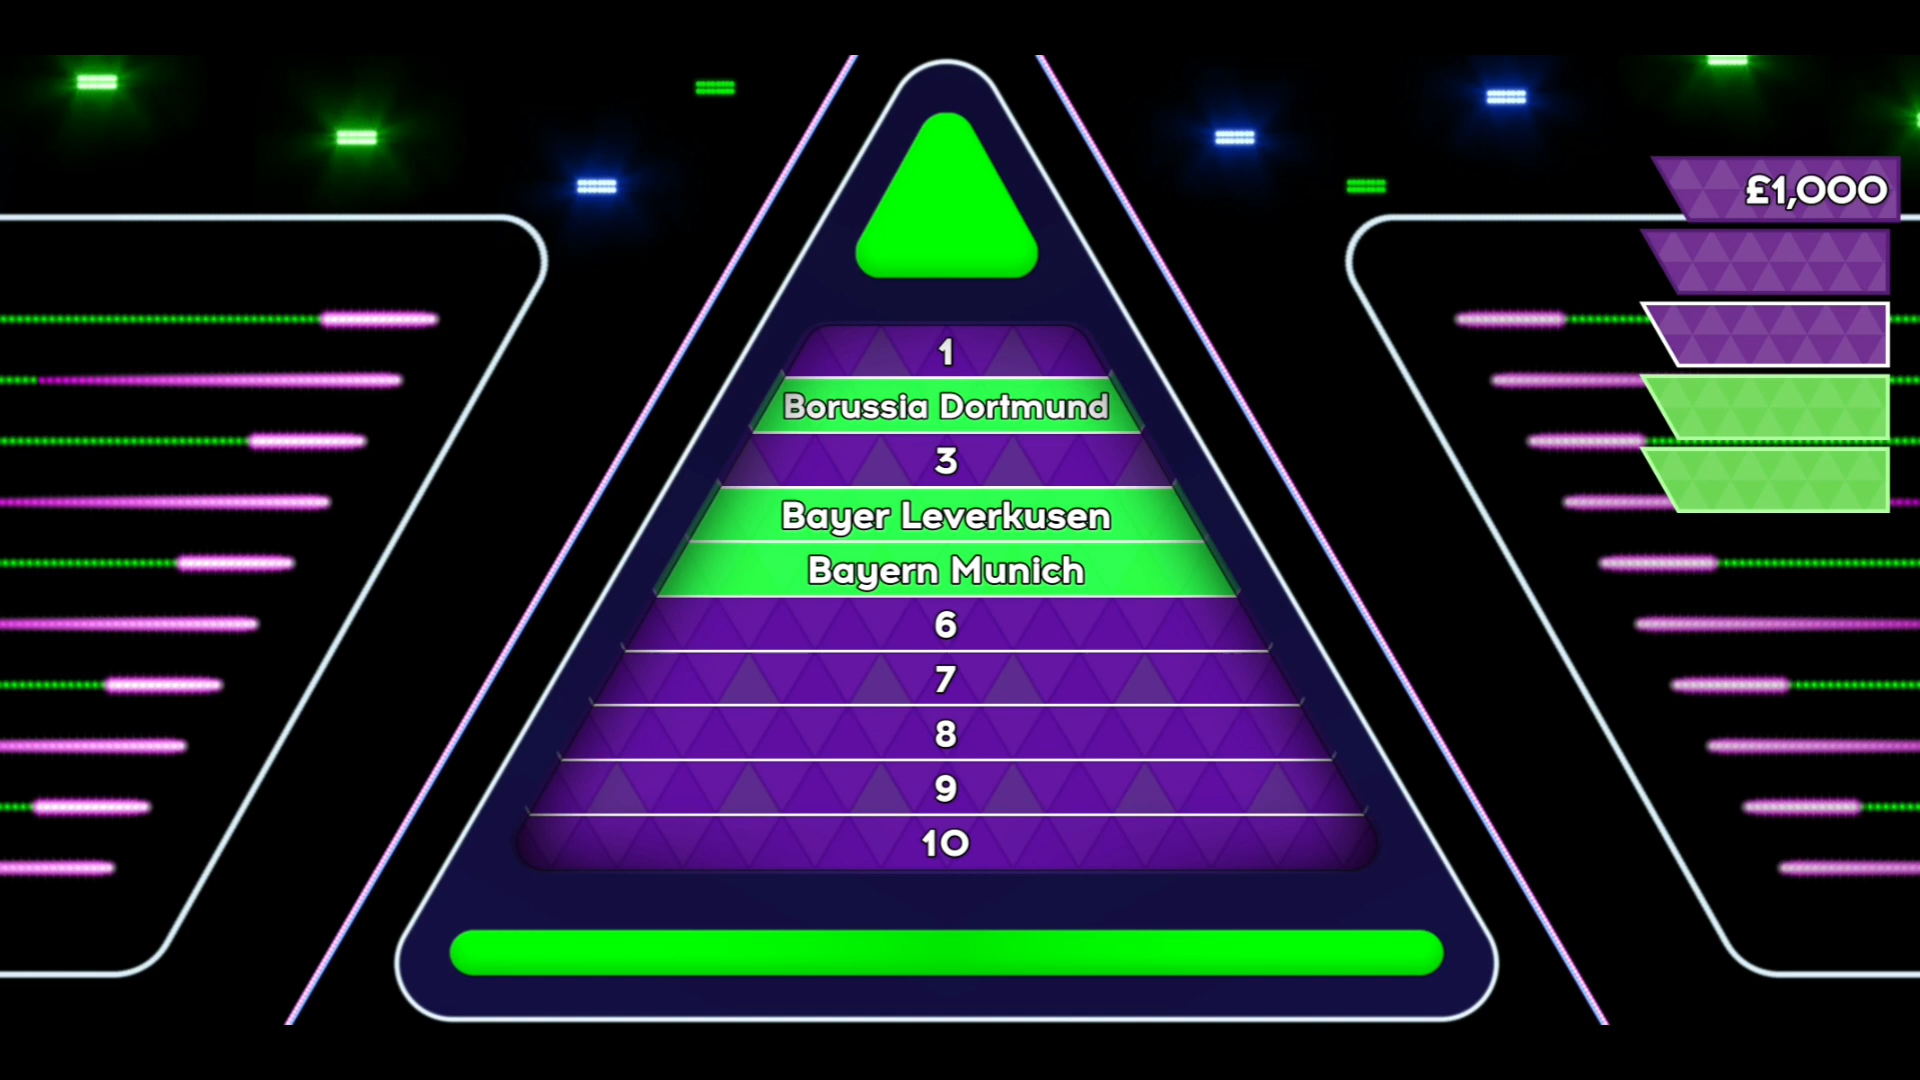 £1,000
1
Borussia Dortmund
3
Bayer Leverkusen
Bayern Munich
6
7
8
9
10